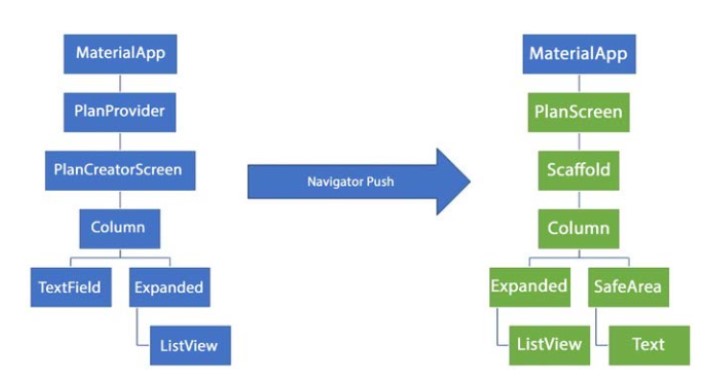 MaterialApp
PlanProvider
PlanCreatorScreen
Column
TextField
Expanded
ListView
Navigator Push
MaterialApp
PlanScreen
Scaffold
Column
Expanded
SafeArea
ListView
Text